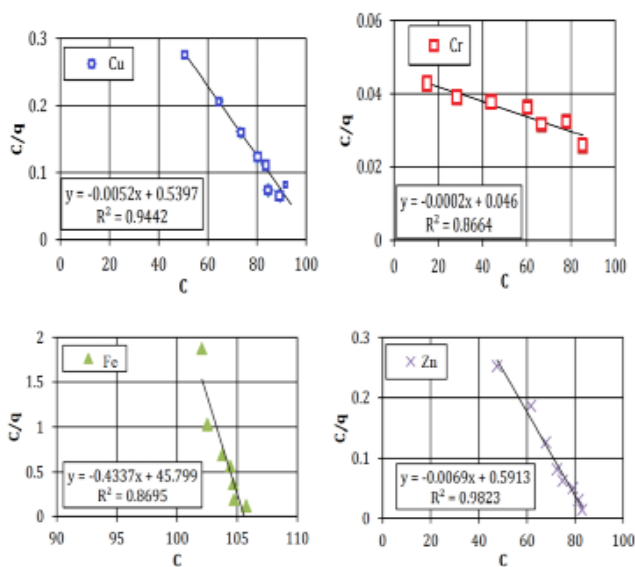 0.3
0.2
0.1
0
C/q
Cu
y = -0.0052x + 0.5397
R² = 0.9442
0 20 40 60 80 100
C
0.06
0.04
0.02
0
C/q
Cr
y = -0.0002x + 0.046
R² = 0.8664
0 20 40 60 80 100
C
2
1.5
1
0.5
0
C/q
Fe
y = -0.4337x + 45.799
R² = 0.8695
90 95 100 105 110
C
0.3
0.2
0.1
0
C/q
Zn
y = -0.0069x + 0.5913
R² = 0.9823
0 20 40 60 80 100
C